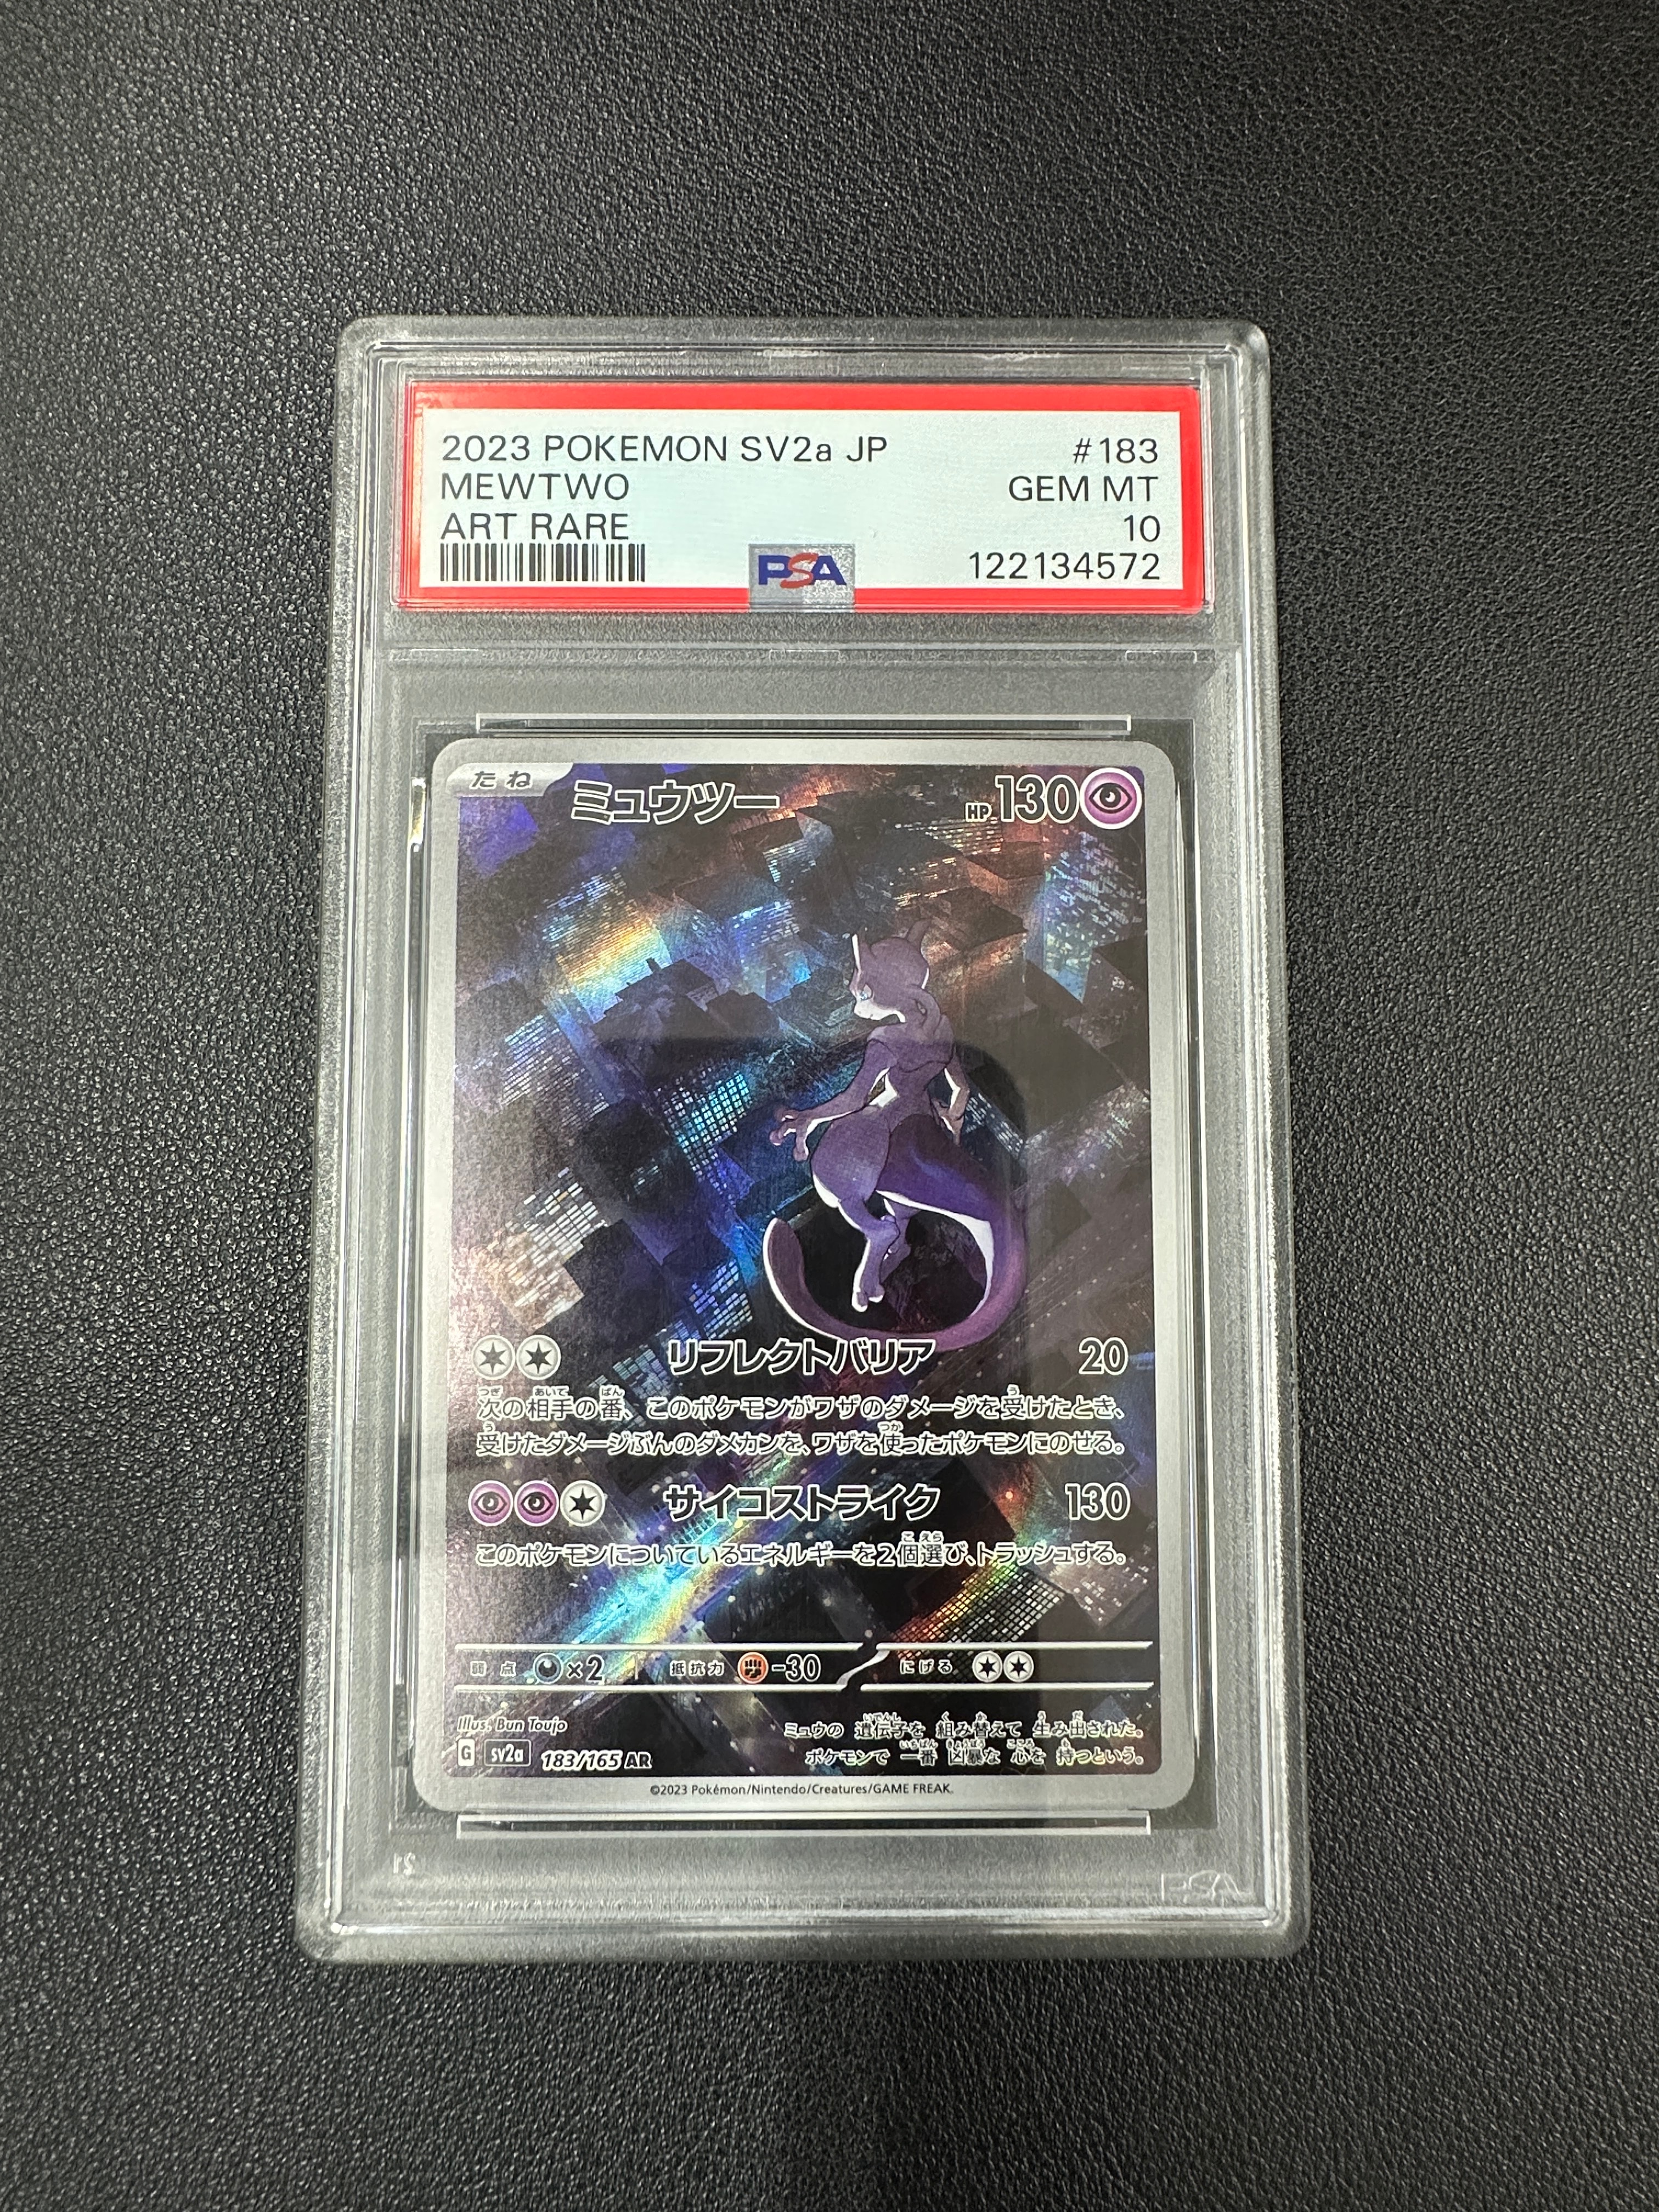 2023 POKEMON SV2a JP #183
MEWTWO GEM MT
ART RARE 10
PSA 122134572
たね ミュウツー HP 130
リフレクトバリア 20
次の相手の番、このポケモンがワザのダメージを受けたとき、
受けたダメージぶんのダメカンを、ワザを使ったポケモンにのせる。
サイコストライク 130
このポケモンについているエネルギーを2個選び、トラッシュする。
弱点 ×2 抵抗力 -30 にげる
Illus. Bun Toujo
ミュウの 遺伝子を 組み替えて 生み出された。
ポケモンで 一番 凶暴な 心を 持つという。
G sv2a 183/165 AR
©2023 Pokémon/Nintendo/Creatures/GAME FREAK.
PSA